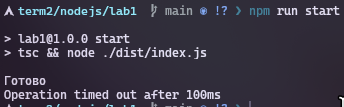 term2/nodejs/lab1 main !? > npm run start
> lab1@1.0.0 start
> tsc && node ./dist/index.js
Готово
Operation timed out after 100ms